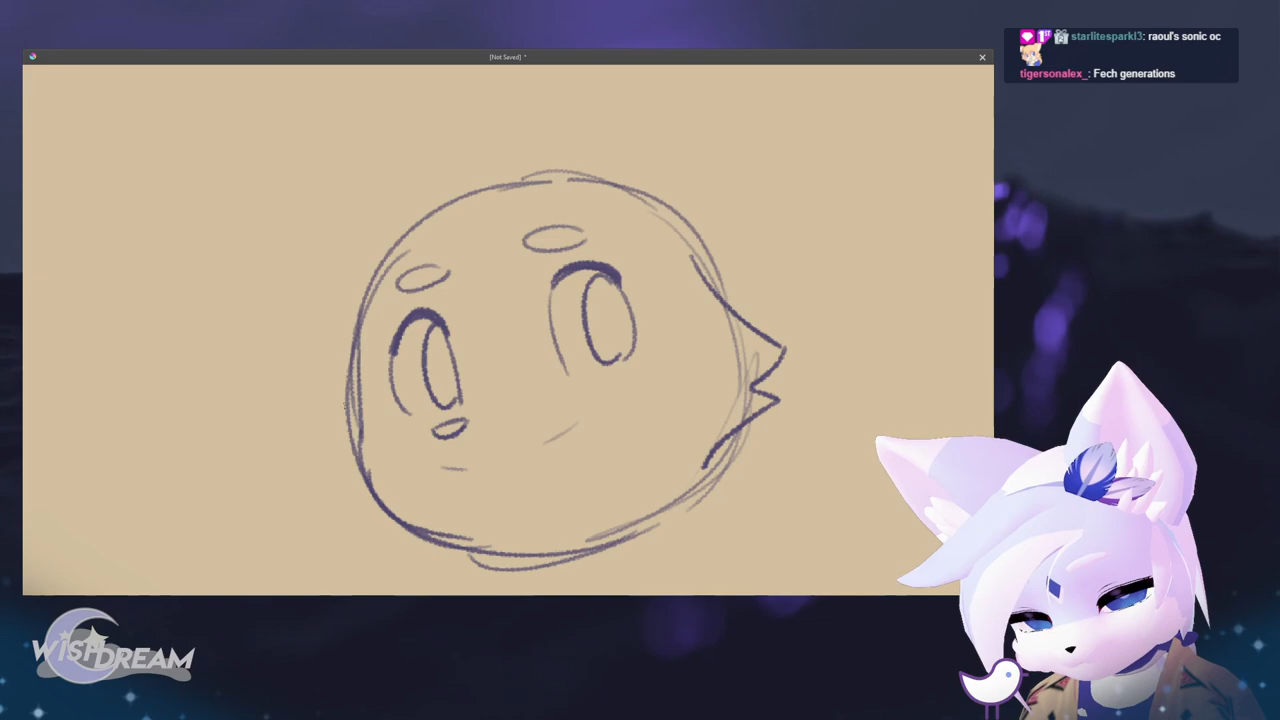 [Not Saved] *
starlitesparkl3: raoul's sonic oc
tigersonalex_: Fech generations
WiSHDREAM